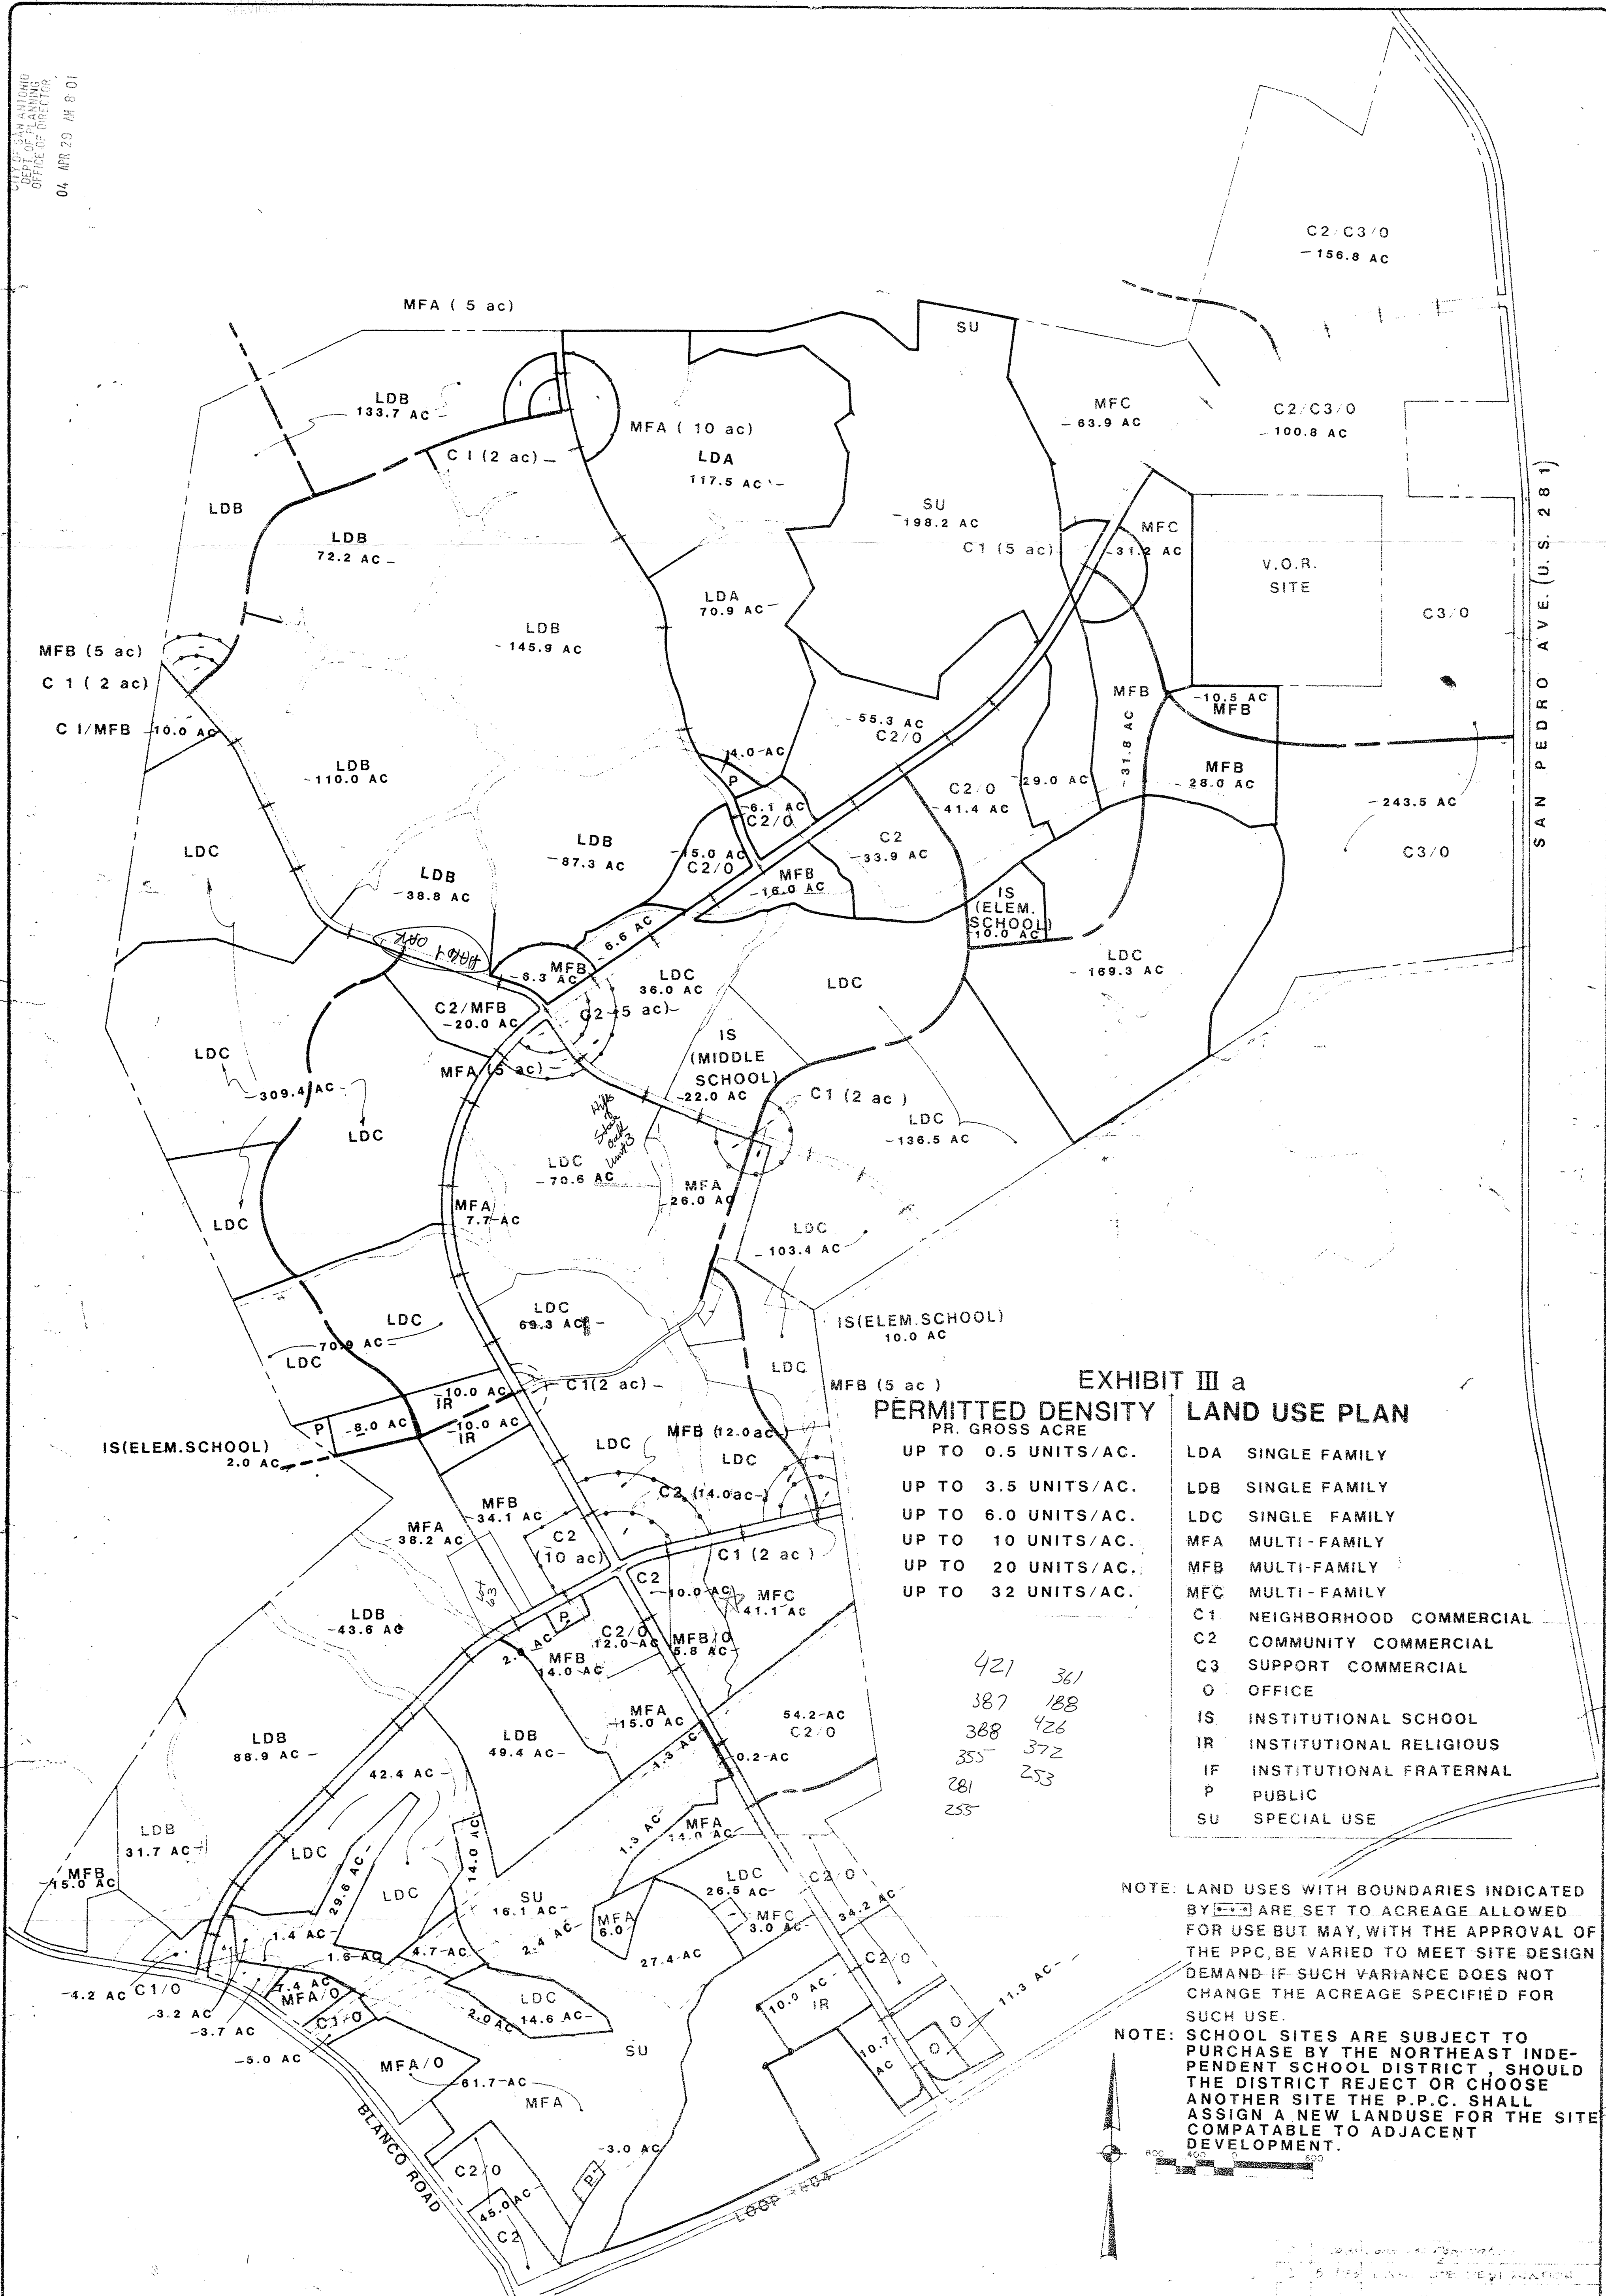 CITY OF SAN ANTONIO
DEPT. OF PLANNING
OFFICE OF DIRECTOR
04 APR 29 AM 8:01
C2/C3/O
156.8 AC
MFA ( 5 ac)
SU
LDB
133.7 AC
MFC
63.9 AC
C2/C3/O
100.8 AC
MFA ( 10 ac)
C1 (2 ac)
LDA
117.5 AC
LDB
LDB
72.2 AC
SU
198.2 AC
C1 (5 ac)
MFC
31.2 AC
V.O.R.
SITE
SAN PEDRO AVE. (U.S. 281)
LDA
70.9 AC
C3/O
LDB
145.9 AC
MFB (5 ac)
C 1 ( 2 ac)
C1/MFB 10.0 AC
MFB
31.8 AC
10.5 AC
MFB
55.3 AC
C2/O
4.0 AC
P
LDB
110.0 AC
MFB
28.0 AC
C2/O
41.4 AC
29.0 AC
243.5 AC
6.1 AC
C2/O
C3/O
LDC
LDB
87.3 AC
15.0 AC
C2/O
C2
33.9 AC
LDB
38.8 AC
MFB
16.0 AC
IS
(ELEM.
SCHOOL)
10.0 AC
6.6 AC
MFB
6.3 AC
LDC
36.0 AC
LDC
LDC
169.3 AC
C2/MFB
20.0 AC
C2 (5 ac)
IS
(MIDDLE
SCHOOL)
22.0 AC
LDC
309.4 AC
MFA (5 ac)
C1 (2 ac )
LDC
136.5 AC
LDC
LDC
70.6 AC
MFA
26.0 AC
MFA
7.7 AC
LDC
LDC
103.4 AC
LDC
69.3 AC
IS(ELEM.SCHOOL)
10.0 AC
LDC
70.9 AC
LDC
LDC
MFB (5 ac )
C1(2 ac)
10.0 AC
IR
P
8.0 AC
10.0 AC
IR
IS(ELEM.SCHOOL)
2.0 AC
MFB (12.0ac)
LDC
LDC
C2 (14.0ac)
MFB
34.1 AC
MFA
38.2 AC
C2
(10 ac)
C1 (2 ac )
C2
10.0 AC
MFC
41.1 AC
LDB
43.6 AC
P
C2/O
12.0 AC
MFB/O
5.8 AC
MFB
14.0 AC
MFA
15.0 AC
54.2 AC
C2/O
LDB
88.9 AC
LDB
49.4 AC
0.2 AC
42.4 AC
LDB
31.7 AC
LDC
MFA
11.0 AC
MFB
15.0 AC
LDC
SU
16.1 AC
LDC
26.5 AC
C2/O
MFA
6.0
MFC
3.0 AC
34.2 AC
1.4 AC
1.6 AC
4.7 AC
2.4 AC
27.4 AC
C2/O
4.2 AC C1/O
3.2 AC
3.7 AC
5.0 AC
MFA/O
C1/O
LDC
14.6 AC
2.0 AC
10.0 AC
IR
11.3 AC
10.7
AC
O
O
MFA/O
61.7 AC
MFA
SU
BLANCO ROAD
3.0 AC
P
C2/O
45.0 AC
C2
LOOP 1604
EXHIBIT III a
PERMITTED DENSITY LAND USE PLAN
PR. GROSS ACRE
UP TO 0.5 UNITS/AC. LDA SINGLE FAMILY
UP TO 3.5 UNITS/AC. LDB SINGLE FAMILY
UP TO 6.0 UNITS/AC. LDC SINGLE FAMILY
UP TO 10 UNITS/AC. MFA MULTI-FAMILY
UP TO 20 UNITS/AC. MFB MULTI-FAMILY
UP TO 32 UNITS/AC. MFC MULTI-FAMILY
C1 NEIGHBORHOOD COMMERCIAL
C2 COMMUNITY COMMERCIAL
C3 SUPPORT COMMERCIAL
O OFFICE
IS INSTITUTIONAL SCHOOL
IR INSTITUTIONAL RELIGIOUS
IF INSTITUTIONAL FRATERNAL
P PUBLIC
SU SPECIAL USE
421 361
387 188
388 426
355 372
281 253
255
NOTE: LAND USES WITH BOUNDARIES INDICATED
BY ARE SET TO ACREAGE ALLOWED
FOR USE BUT MAY, WITH THE APPROVAL OF
THE PPC, BE VARIED TO MEET SITE DESIGN
DEMAND IF SUCH VARIANCE DOES NOT
CHANGE THE ACREAGE SPECIFIED FOR
SUCH USE.
NOTE: SCHOOL SITES ARE SUBJECT TO
PURCHASE BY THE NORTHEAST INDE-
PENDENT SCHOOL DISTRICT, SHOULD
THE DISTRICT REJECT OR CHOOSE
ANOTHER SITE THE P.P.C. SHALL
ASSIGN A NEW LANDUSE FOR THE SITE
COMPATABLE TO ADJACENT
DEVELOPMENT.